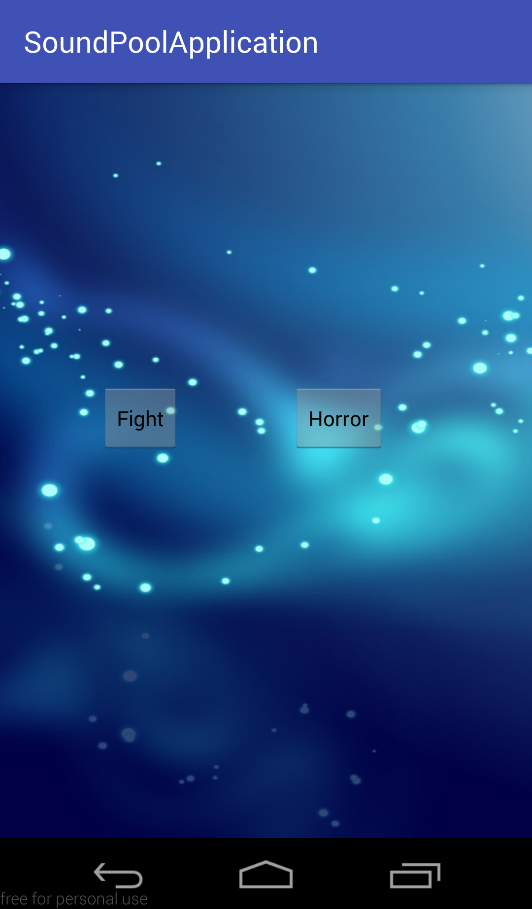 SoundPoolApplication
Fight
Horror
free for personal use